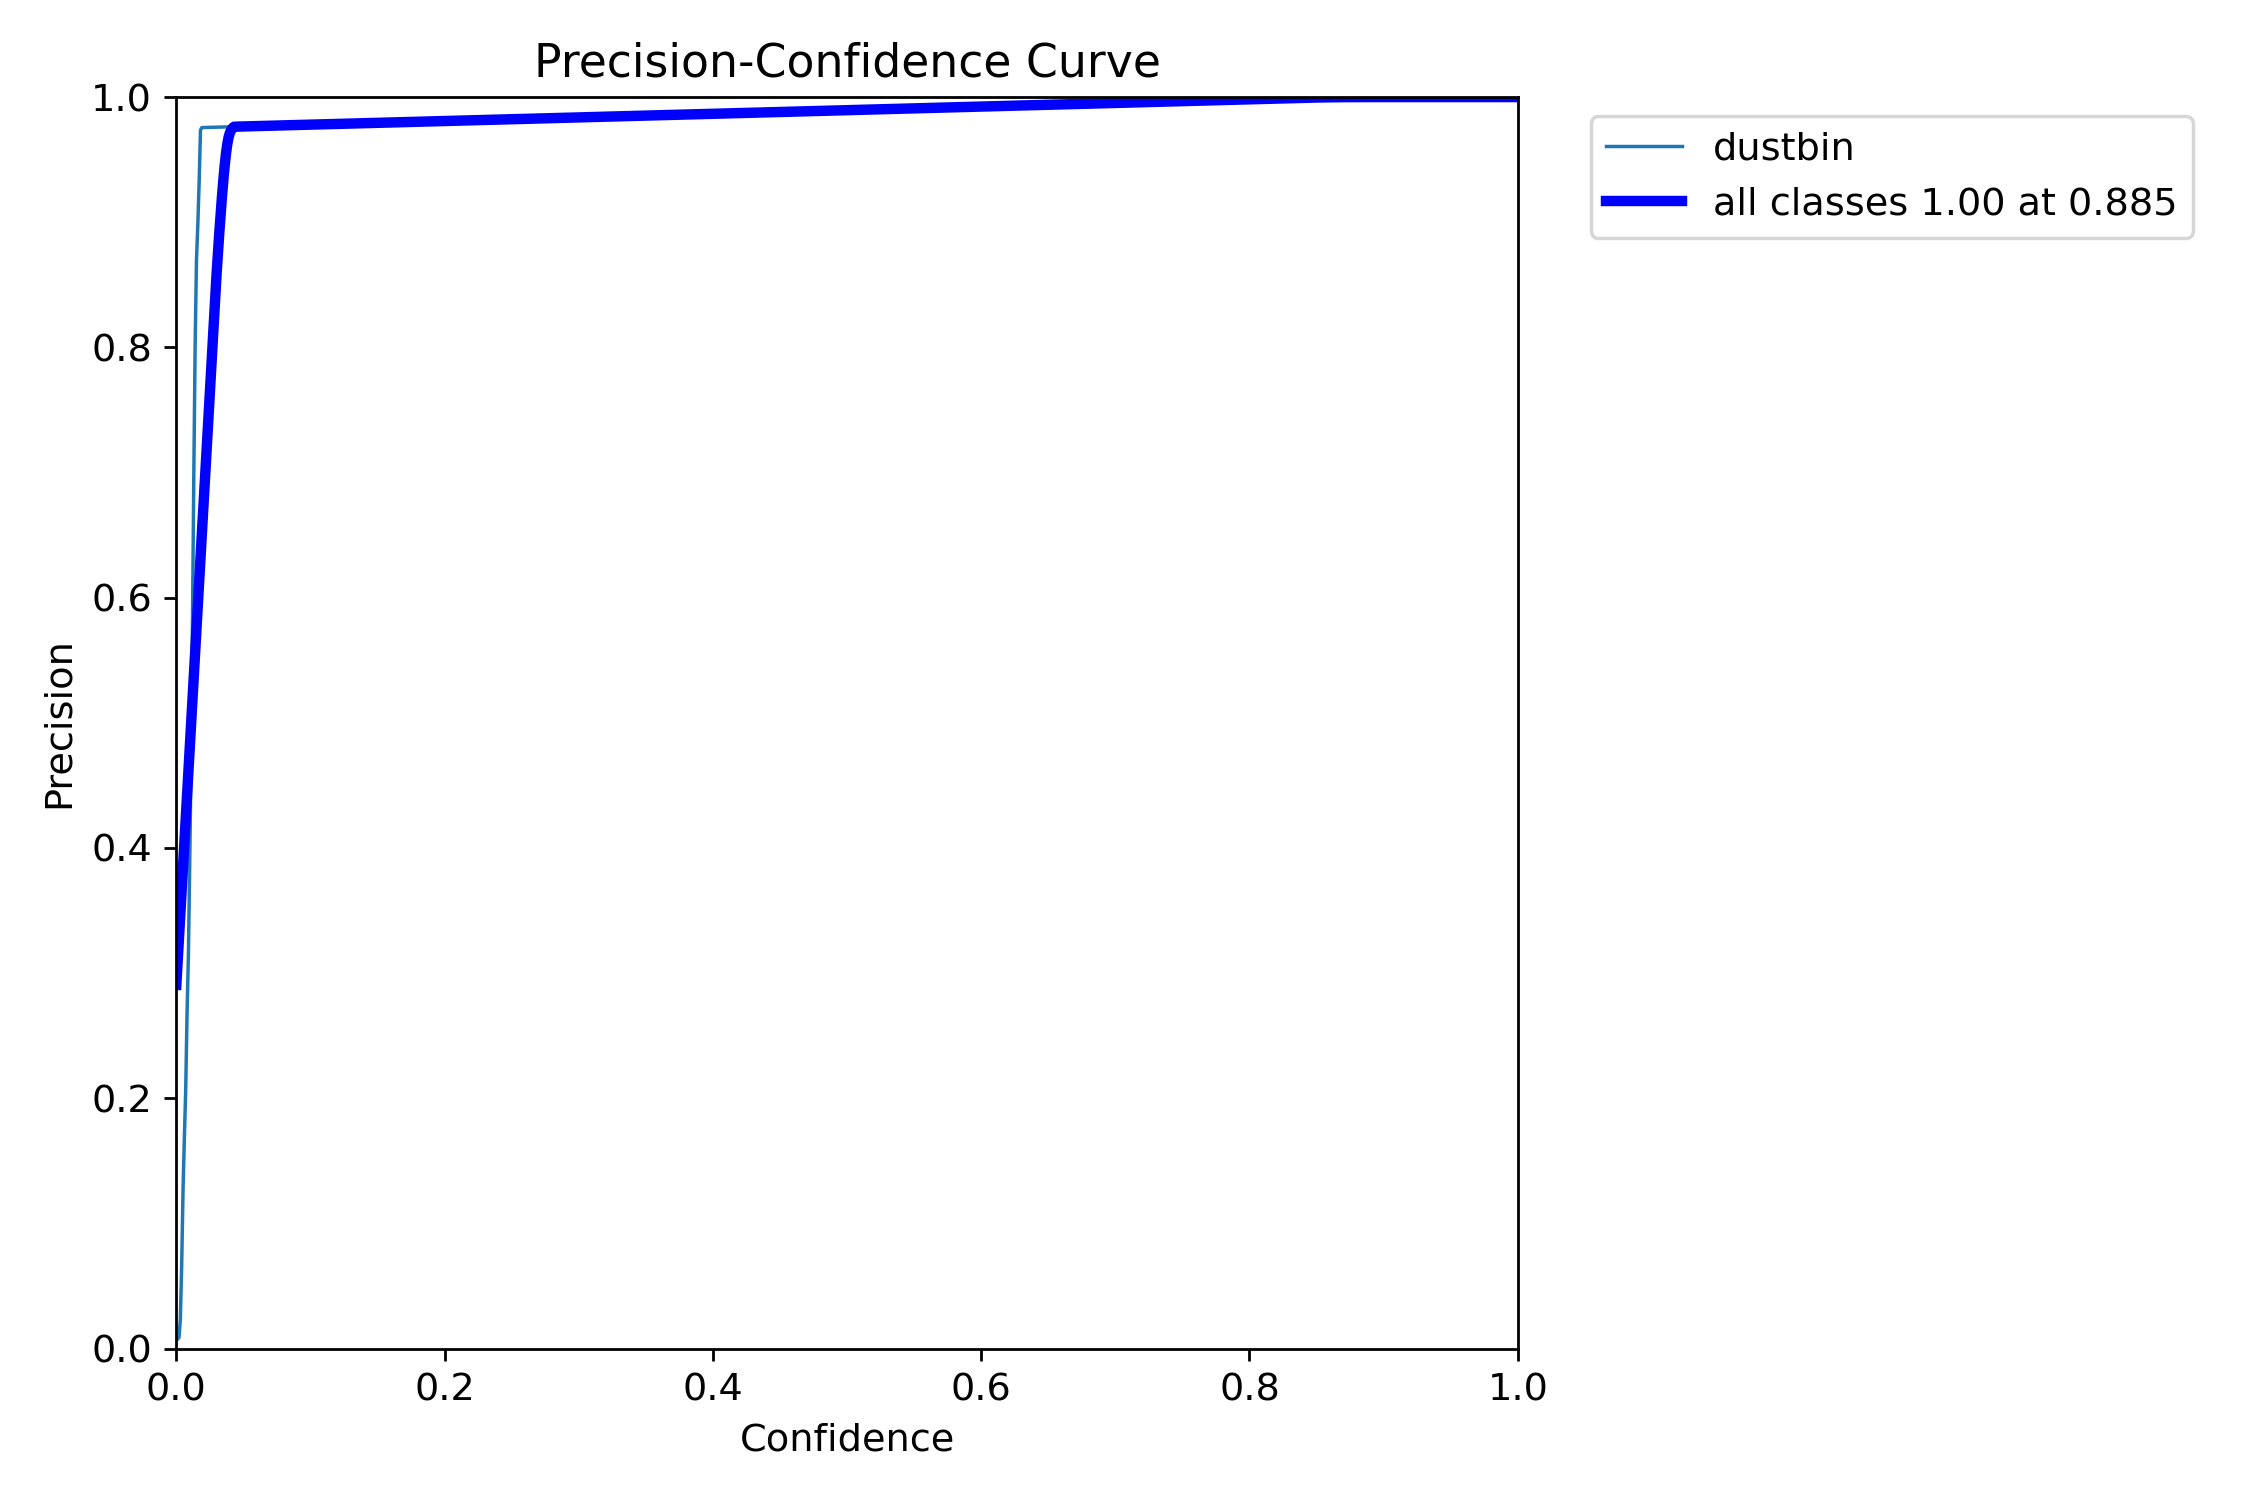 Precision-Confidence Curve
1.0
0.8
0.6
0.4
0.2
0.0
Precision
0.0 0.2 0.4 0.6 0.8 1.0
Confidence
dustbin
all classes 1.00 at 0.885